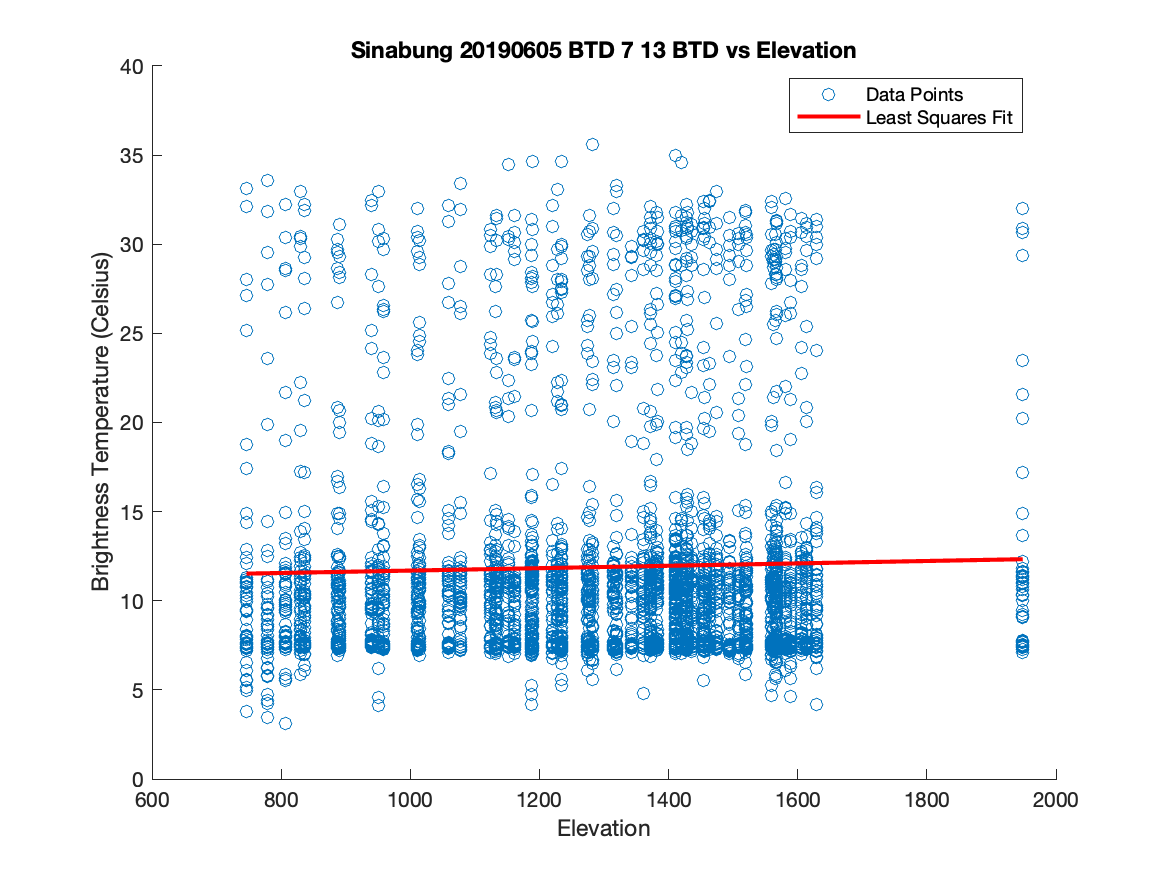 Sinabung 20190605 BTD 7 13 BTD vs Elevation
Data Points
Least Squares Fit
Brightness Temperature (Celsius)
40
35
30
25
20
15
10
5
0
600 800 1000 1200 1400 1600 1800 2000
Elevation